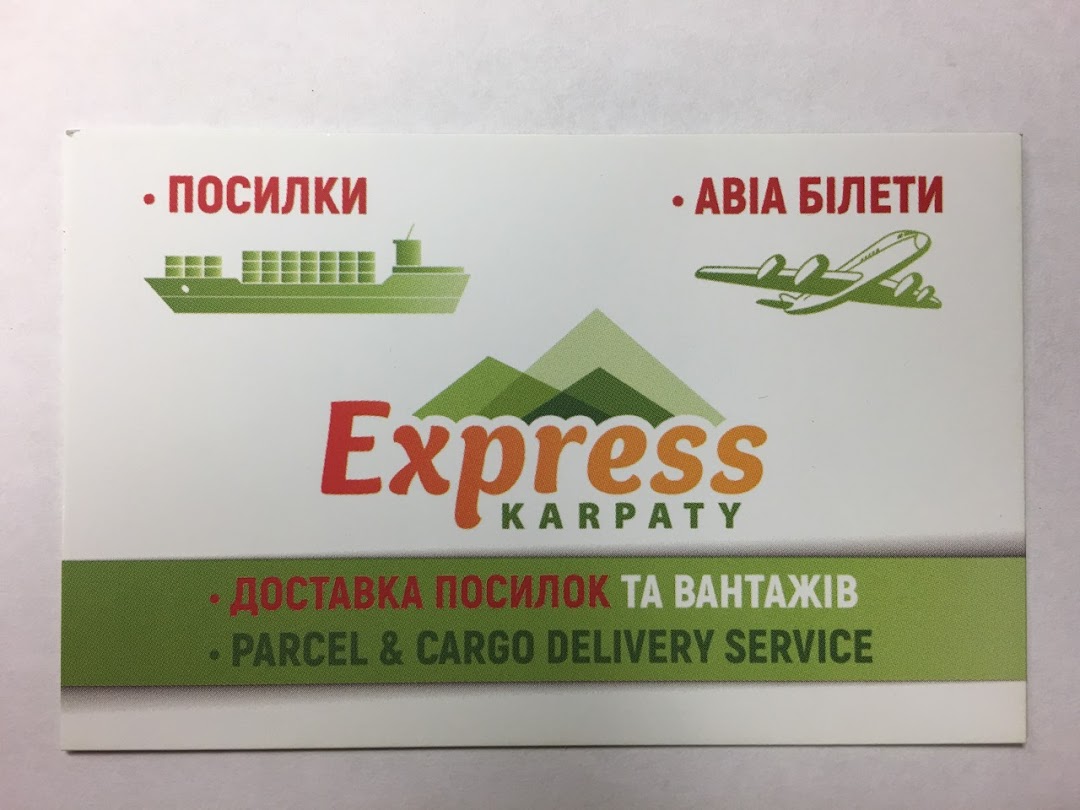 • ПОСИЛКИ
• АВІА БІЛЕТИ
Express
KARPATY
• ДОСТАВКА ПОСИЛОК ТА ВАНТАЖІВ
• PARCEL & CARGO DELIVERY SERVICE